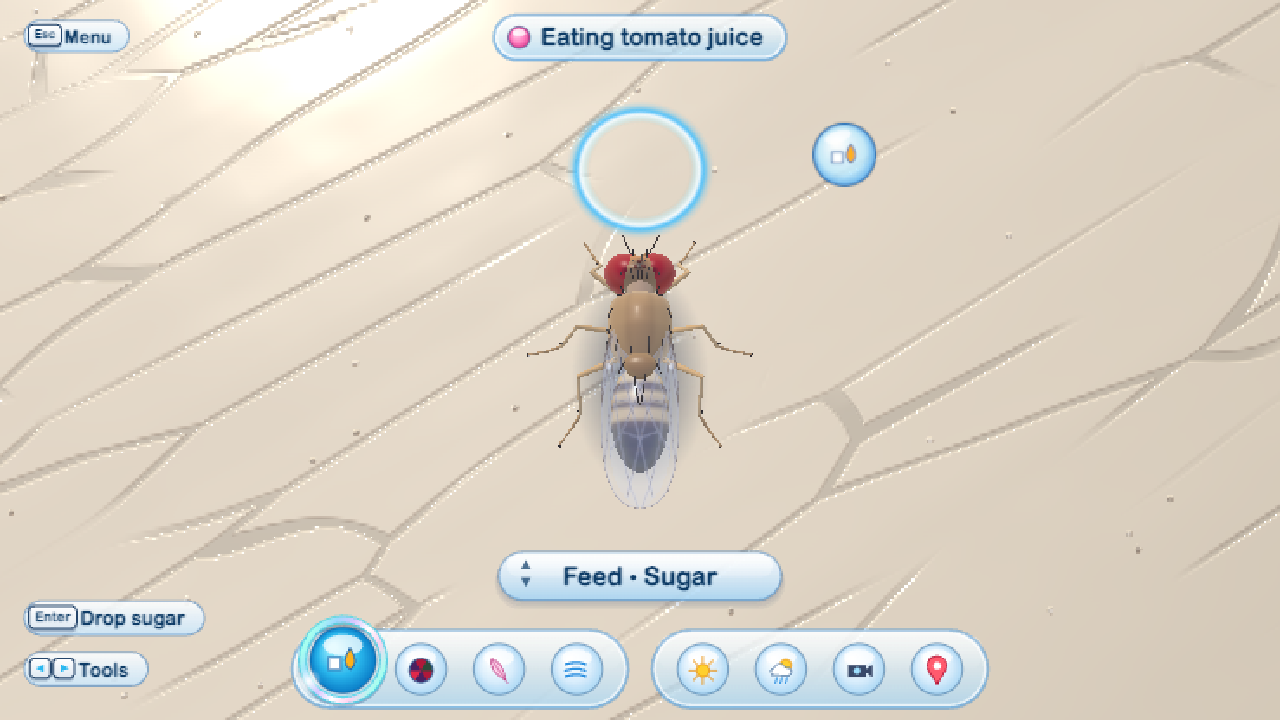 Esc Menu
Eating tomato juice
Feed • Sugar
Enter Drop sugar
Tools